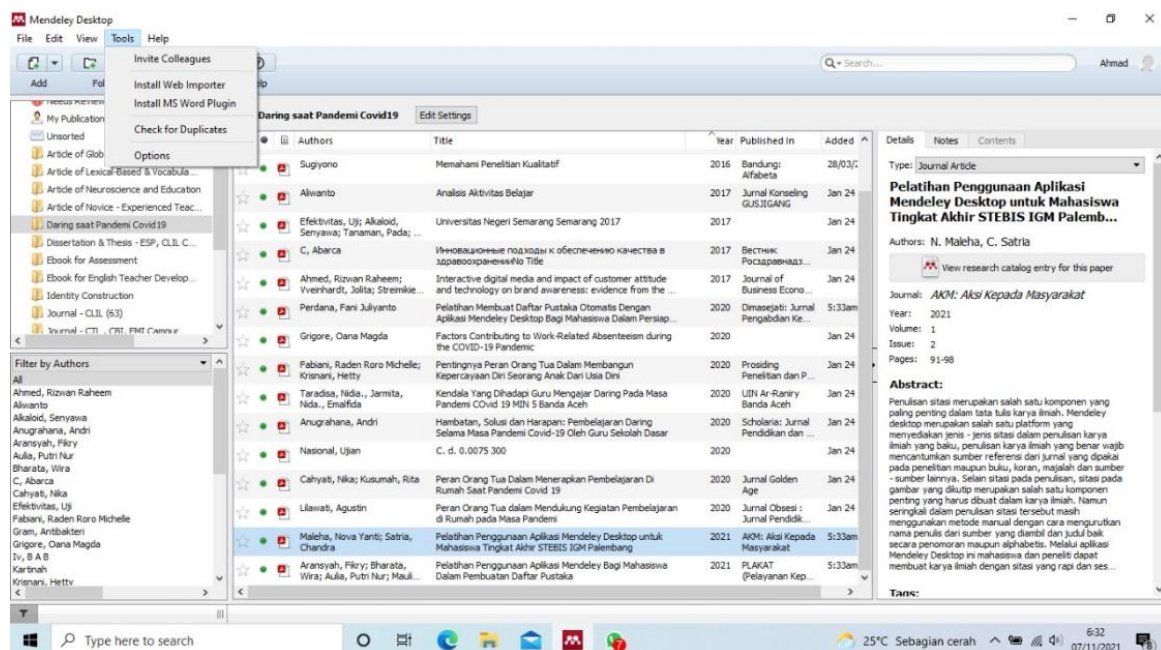 Mendeley Desktop
File Edit View Tools Help
Invite Colleagues
Install Web Importer
Install MS Word Plugin
Check for Duplicates
Options
Add
Search...
Ahmad
Needs Review
My Publication
Unsorted
Article of Glob
Article of Lexical-Based & Vocabula...
Article of Neuroscience and Education
Article of Novice - Experienced Teac...
Daring saat Pandemi Covid19
Dissertation & Thesis - ESP, CLIL C...
Ebook for Assessment
Ebook for English Teacher Develop...
Identity Construction
Journal - CLIL (63)
Journal - CTL , CBI, EMI Campur
Filter by Authors
All
Ahmed, Rizwan Raheem
Aliwanto
Alkaloid, Senyawa
Anugrahana, Andri
Aransyah, Fikry
Aulia, Putri Nur
Bharata, Wira
C, Abarca
Cahyati, Nika
Efektivitas, Uji
Fabiani, Raden Roro Michelle
Gram, Antibakteri
Grigore, Oana Magda
Iv, B A B
Kartinah
Krisnani, Hetty
Daring saat Pandemi Covid19 Edit Settings
Authors Title Year Published In Added
Sugiyono Memahami Penelitian Kualitatif 2016 Bandung: 28/03/2
Alfabeta
Aliwanto Analisis Aktivitas Belajar 2017 Jurnal Konseling Jan 24
GUSJIGANG
Efektivitas, Uji; Alkaloid, Universitas Negeri Semarang Semarang 2017 2017 Jan 24
Senyawa; Tanaman, Pada; ...
C, Abarca Инновационные подходы к обеспечению качества в 2017 Вестник Jan 24
здравоохраненииNo Title Росздравнадз...
Ahmed, Rizwan Raheem; Interactive digital media and impact of customer attitude 2017 Journal of Jan 24
Vveinhardt, Jolita; Streimikie... and technology on brand awareness: evidence from the ... Business Econo...
Perdana, Fani Juliyanto Pelatihan Membuat Daftar Pustaka Otomatis Dengan 2020 Dimasejati: Jurnal 5:33am
Aplikasi Mendeley Desktop Bagi Mahasiswa Dalam Persiap... Pengabdian Ke...
Grigore, Oana Magda Factors Contributing to Work-Related Absenteeism during 2020 Jan 24
the COVID-19 Pandemic
Fabiani, Raden Roro Michelle; Pentingnya Peran Orang Tua Dalam Membangun 2020 Prosiding Jan 24
Krisnani, Hetty Kepercayaan Diri Seorang Anak Dari Usia Dini Penelitian dan P...
Taradisa, Nidia., Jarmita, Kendala Yang Dihadapi Guru Mengajar Daring Pada Masa 2020 UIN Ar-Raniry Jan 24
Nida., Emalfida Pandemi COvid 19 MIN 5 Banda Aceh Banda Aceh
Anugrahana, Andri Hambatan, Solusi dan Harapan: Pembelajaran Daring 2020 Scholaria: Jurnal Jan 24
Selama Masa Pandemi Covid-19 Oleh Guru Sekolah Dasar Pendidikan dan ...
Nasional, Ujian C. d. 0.0075 300 2020 Jan 24
Cahyati, Nika; Kusumah, Rita Peran Orang Tua Dalam Menerapkan Pembelajaran Di 2020 Jurnal Golden Jan 24
Rumah Saat Pandemi Covid 19 Age
Lilawati, Agustin Peran Orang Tua dalam Mendukung Kegiatan Pembelajaran 2020 Jurnal Obsesi : Jan 24
di Rumah pada Masa Pandemi Jurnal Pendidik...
Maleha, Nova Yanti; Satria, Pelatihan Penggunaan Aplikasi Mendeley Desktop untuk 2021 AKM: Aksi Kepada 5:33am
Chandra Mahasiswa Tingkat Akhir STEBIS IGM Palembang Masyarakat
Aransyah, Fikry; Bharata, Pelatihan Penggunaan Aplikasi Mendeley Bagi Mahasiswa 2021 PLAKAT 5:33am
Wira; Aulia, Putri Nur; Mauli... Dalam Pembuatan Daftar Pustaka (Pelayanan Kep...
Details Notes Contents
Type: Journal Article
Pelatihan Penggunaan Aplikasi
Mendeley Desktop untuk Mahasiswa
Tingkat Akhir STEBIS IGM Palemb...
Authors: N. Maleha, C. Satria
View research catalog entry for this paper
Journal: AKM: Aksi Kepada Masyarakat
Year: 2021
Volume: 1
Issue: 2
Pages: 91-98
Abstract:
Penulisan sitasi merupakan salah satu komponen yang
paling penting dalam tata tulis karya ilmiah. Mendeley
desktop merupakan salah satu platform yang
menyediakan jenis - jenis sitasi dalam penulisan karya
ilmiah yang baku, penulisan karya ilmiah yang benar wajib
mencantumkan sumber referensi dari jurnal yang dipakai
pada penelitian maupun buku, koran, majalah dan sumber
- sumber lainnya. Selain sitasi pada penulisan, sitasi pada
gambar yang dikutip merupakan salah satu komponen
penting yang harus dibuat dalam karya ilmiah. Namun
seringkali dalam penulisan sitasi tersebut masih
menggunakan metode manual dengan cara mengurutkan
nama penulis dari sumber yang diambil dan judul baik
secara penomoran maupun alphabetis. Melalui aplikasi
Mendeley Desktop ini mahasiswa dan peneliti dapat
membuat karya ilmiah dengan sitasi yang rapi dan ses...
Tags:
Type here to search
25°C Sebagian cerah
6:32
07/11/2021